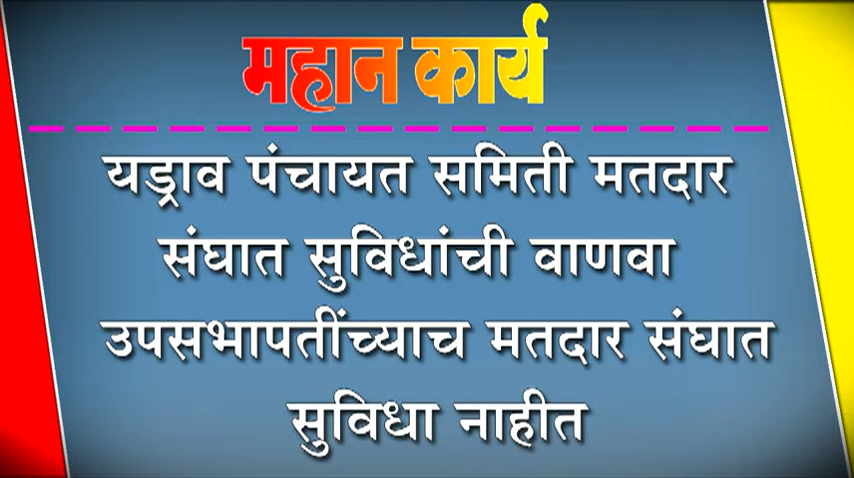 महान कार्य
यड्राव पंचायत समिती मतदार
संघात सुविधांची वाणवा
उपसभापतींच्याच मतदार संघात
सुविधा नाहीत